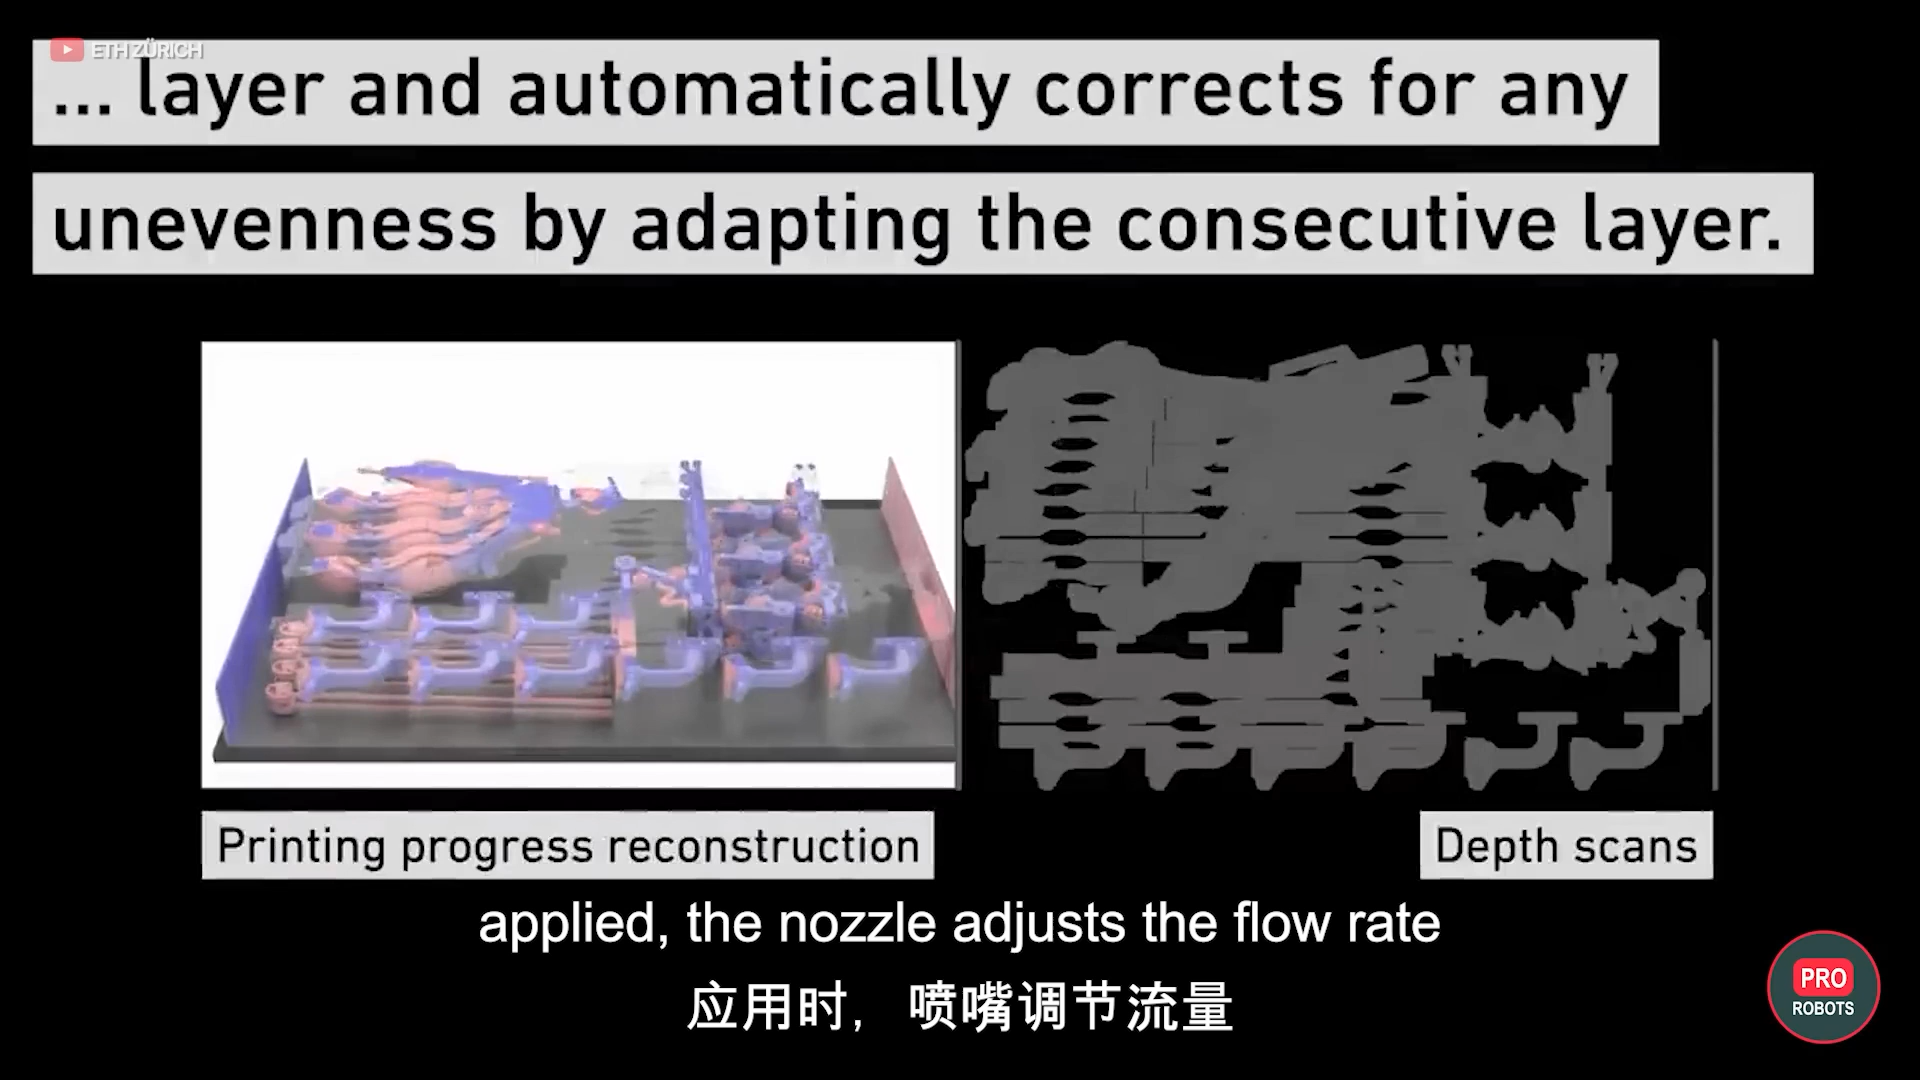 ETH ZÜRICH
... layer and automatically corrects for any
unevenness by adapting the consecutive layer.
Printing progress reconstruction
Depth scans
applied, the nozzle adjusts the flow rate
应用时, 喷嘴调节流量
PRO
ROBOTS